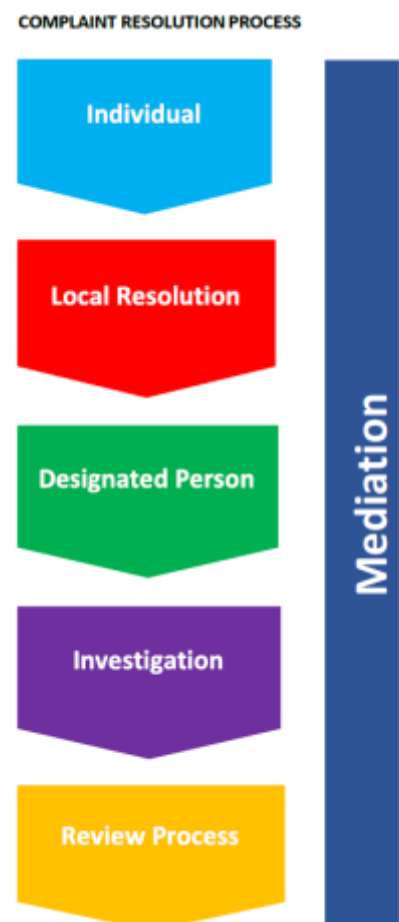 COMPLAINT RESOLUTION PROCESS
Individual
Local Resolution
Designated Person
Investigation
Review Process
Mediation